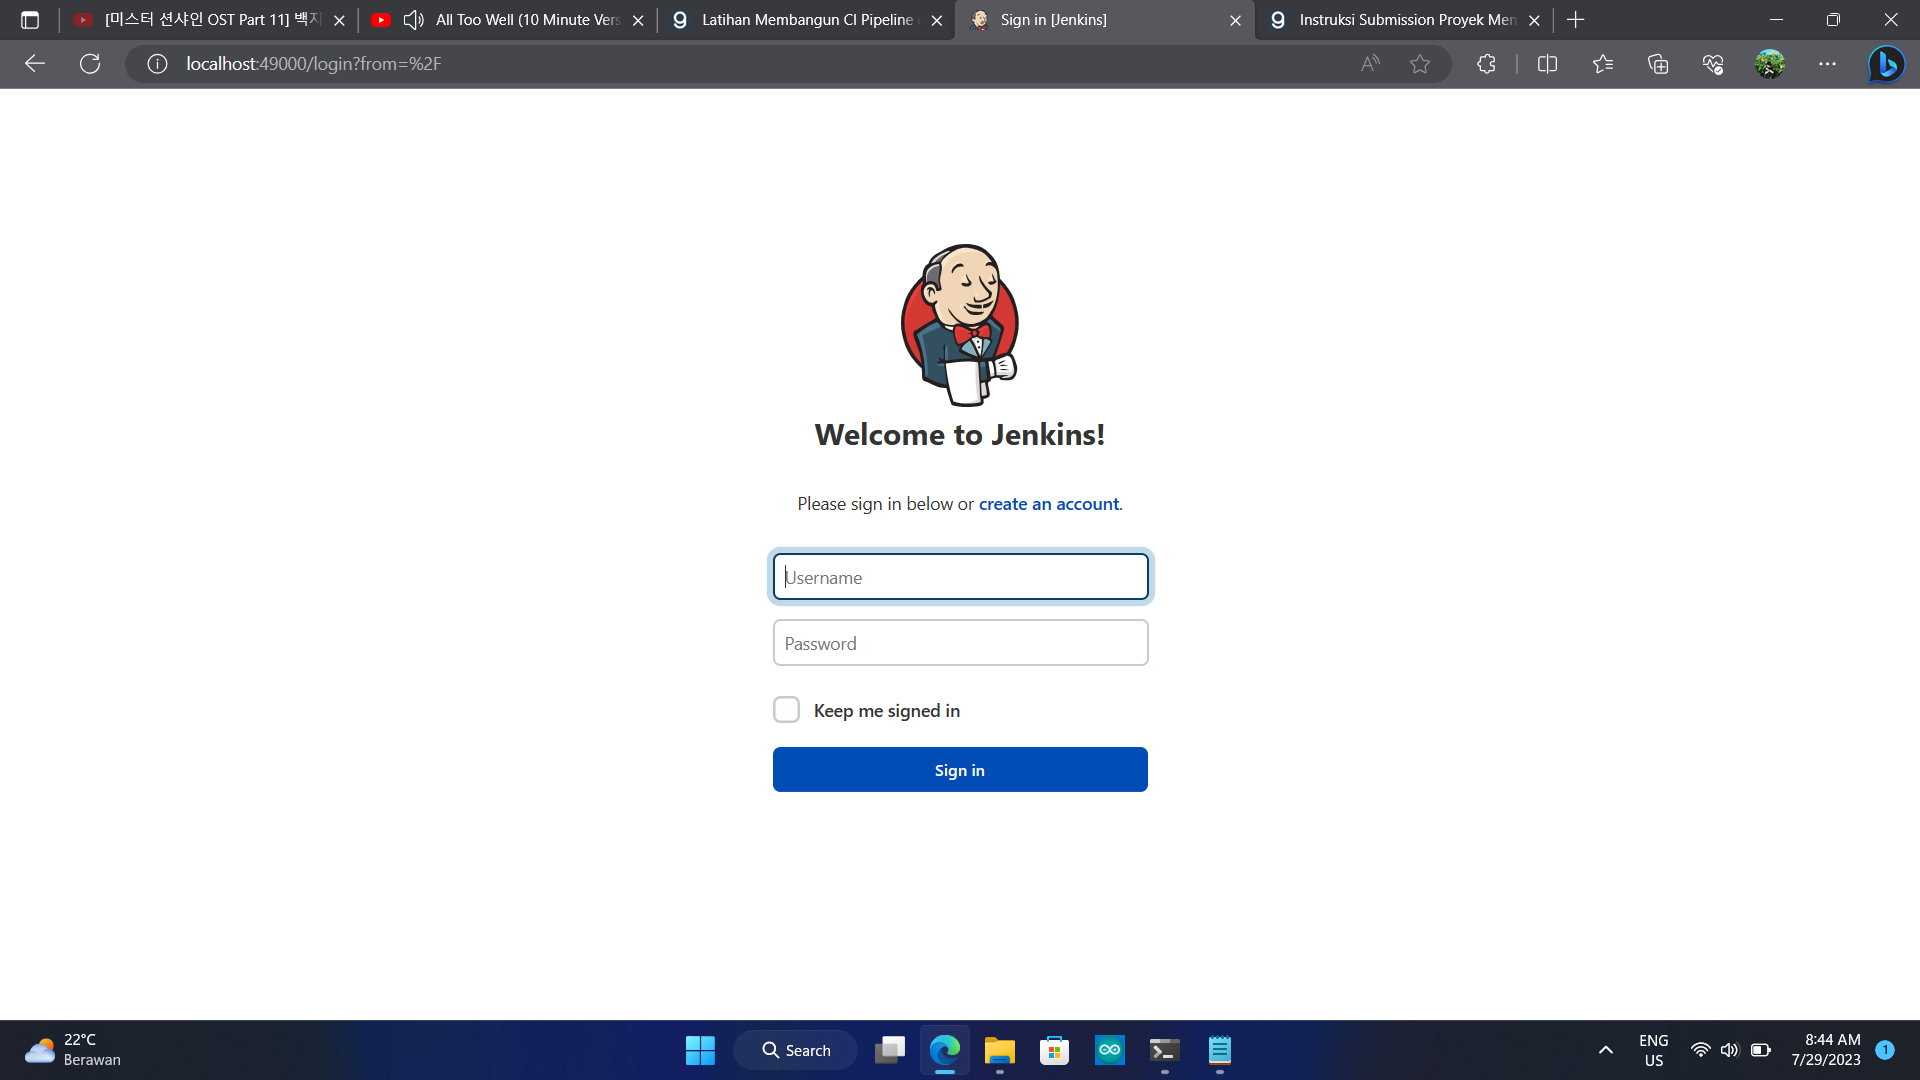 [미스터 션샤인 OST Part 11] 백지
All Too Well (10 Minute Vers
Latihan Membangun CI Pipeline
Sign in [Jenkins]
Instruksi Submission Proyek Mem
localhost:49000/login?from=%2F
Welcome to Jenkins!
Please sign in below or create an account.
Username
Password
Keep me signed in
Sign in
22°C
Berawan
Search
ENG
US
8:44 AM
7/29/2023
1